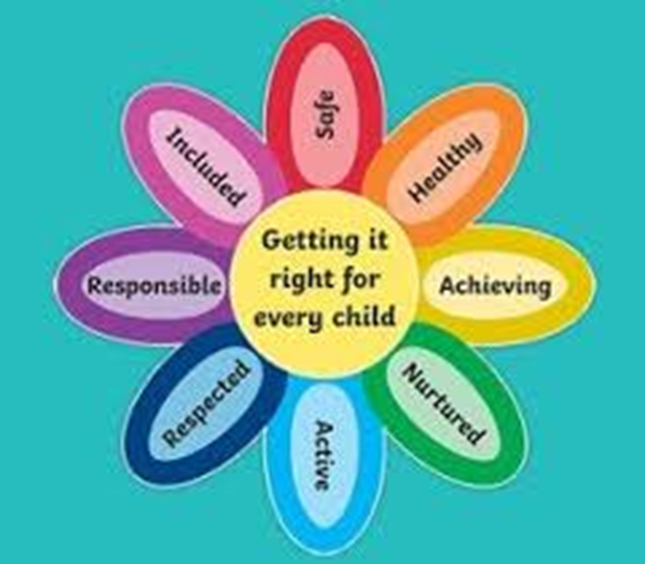 Getting it
right for
every child
Safe
Healthy
Achieving
Nurtured
Active
Respected
Responsible
Included